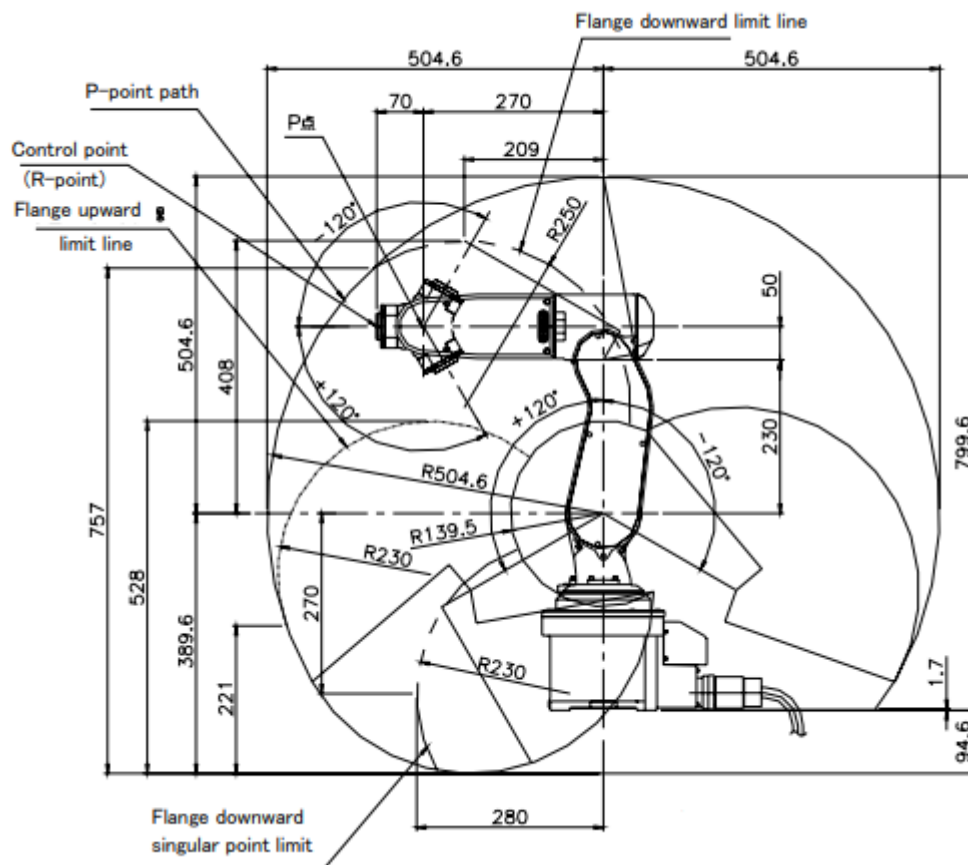 Flange downward limit line
504.6
504.6
P-point path
70
270
P点
Control point
(R-point)
209
Flange upward
limit line
-120°
R250
50
504.6
408
+120°
+120°
-120°
230
799.6
R504.6
757
R139.5
R230
528
270
389.6
R230
221
1.7
94.6
280
Flange downward
singular point limit